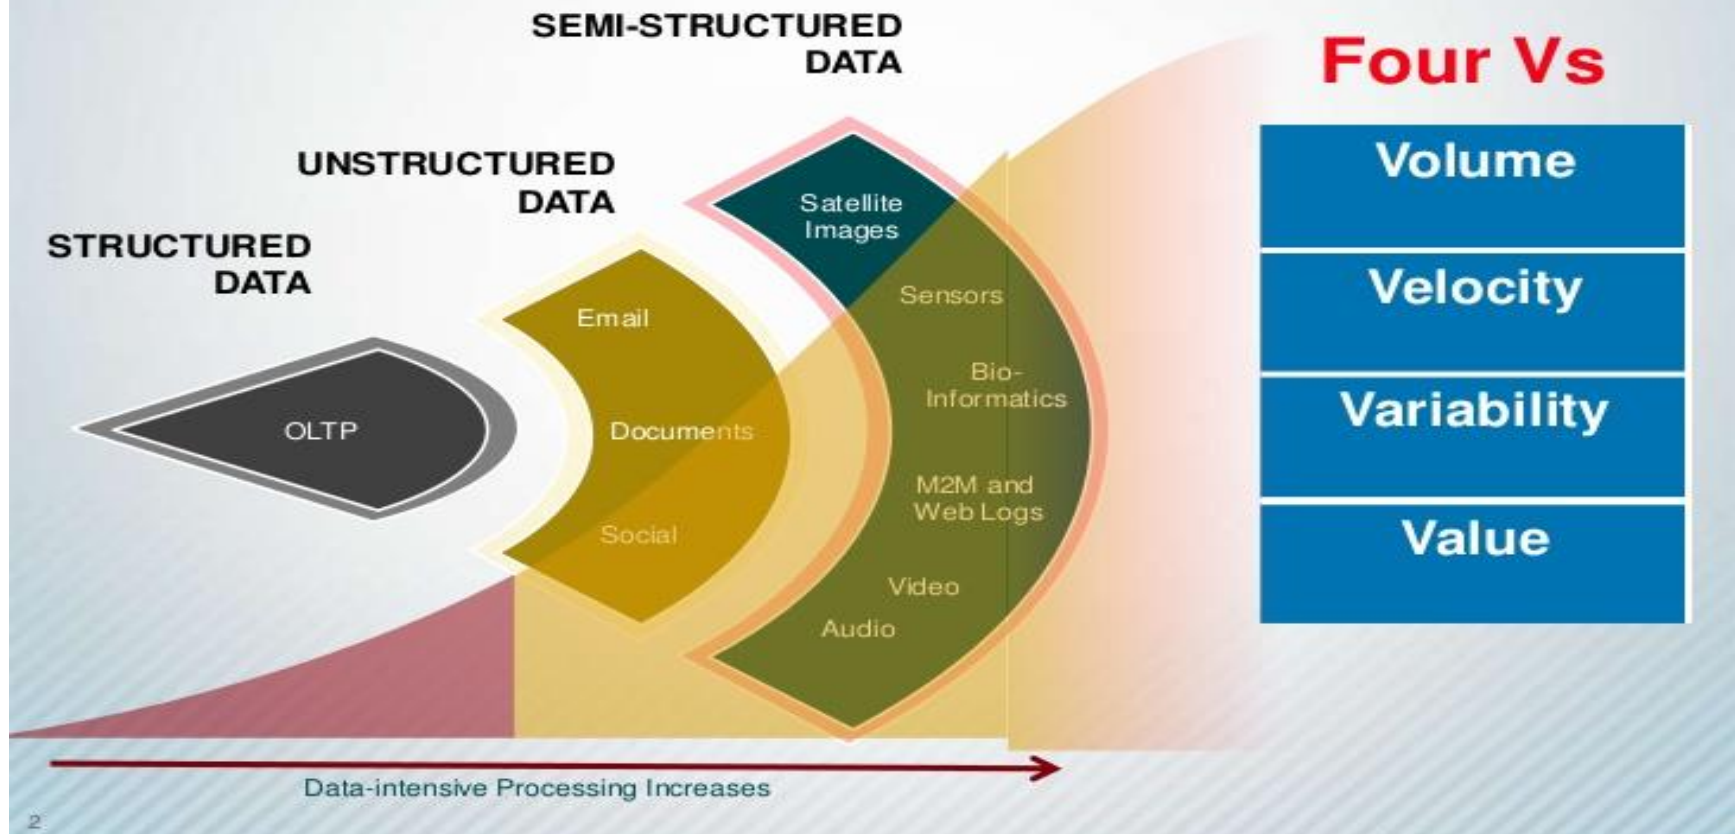 SEMI-STRUCTURED
DATA
UNSTRUCTURED
DATA
STRUCTURED
DATA
OLTP
Email
Documents
Social
Satellite
Images
Sensors
Bio-
Informatics
M2M and
Web Logs
Video
Audio
Four Vs
Volume
Velocity
Variability
Value
Data-intensive Processing Increases
2